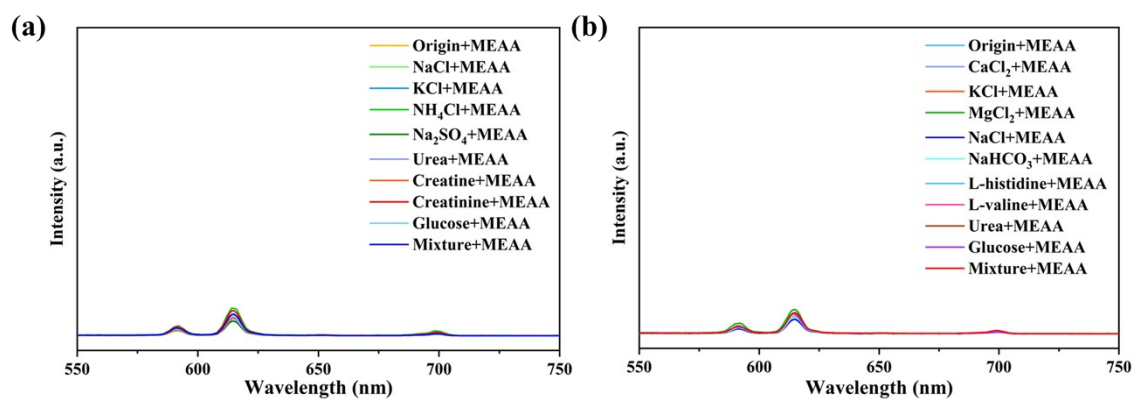 (a)
Intensity (a.u.)
Origin+MEAA
NaCl+MEAA
KCl+MEAA
NH₄Cl+MEAA
Na₂SO₄+MEAA
Urea+MEAA
Creatine+MEAA
Creatinine+MEAA
Glucose+MEAA
Mixture+MEAA
550 600 650 700 750
Wavelength (nm)
(b)
Intensity (a.u.)
Origin+MEAA
CaCl₂+MEAA
KCl+MEAA
MgCl₂+MEAA
NaCl+MEAA
NaHCO₃+MEAA
L-histidine+MEAA
L-valine+MEAA
Urea+MEAA
Glucose+MEAA
Mixture+MEAA
550 600 650 700 750
Wavelength (nm)